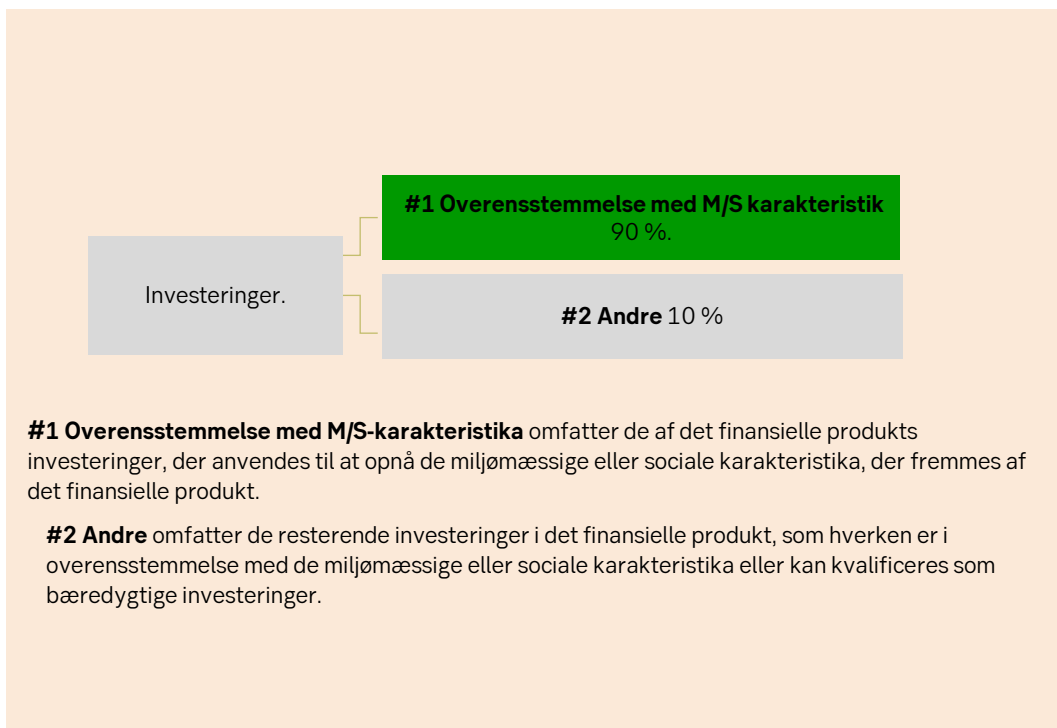 #1 Overensstemmelse med M/S karakteristik
90 %.
Investeringer.
#2 Andre 10 %
#1 Overensstemmelse med M/S-karakteristika omfatter de af det finansielle produkts
investeringer, der anvendes til at opnå de miljømæssige eller sociale karakteristika, der fremmes af
det finansielle produkt.
#2 Andre omfatter de resterende investeringer i det finansielle produkt, som hverken er i
overensstemmelse med de miljømæssige eller sociale karakteristika eller kan kvalificeres som
bæredygtige investeringer.